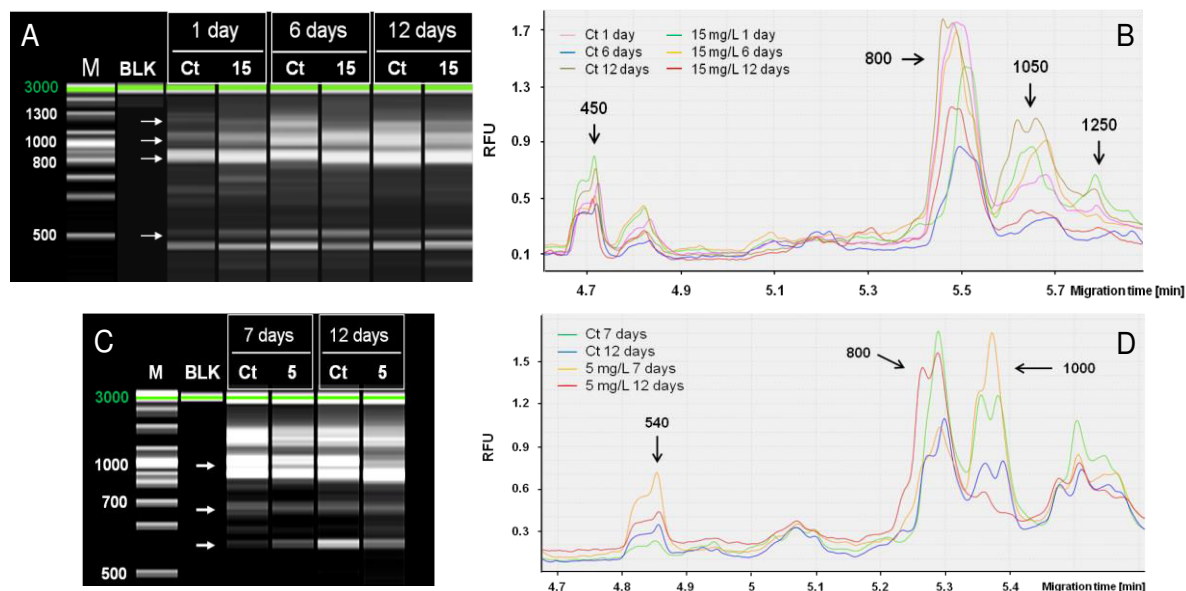 A
1 day 6 days 12 days
M BLK Ct 15 Ct 15 Ct 15
3000
1300
1000
800
500
B
Ct 1 day 15 mg/L 1 day
Ct 6 days 15 mg/L 6 days
Ct 12 days 15 mg/L 12 days
1.7
1.3
0.9
0.5
0.1
RFU
450
800
1050
1250
4.7 4.9 5.1 5.3 5.5 5.7 Migration time [min]
C
7 days 12 days
M BLK Ct 5 Ct 5
3000
1000
700
500
D
Ct 7 days
Ct 12 days
5 mg/L 7 days
5 mg/L 12 days
1.5
1.2
0.9
0.6
0.3
RFU
540
800
1000
4.7 4.8 4.9 5 5.1 5.2 5.3 5.4 Migration time [min]